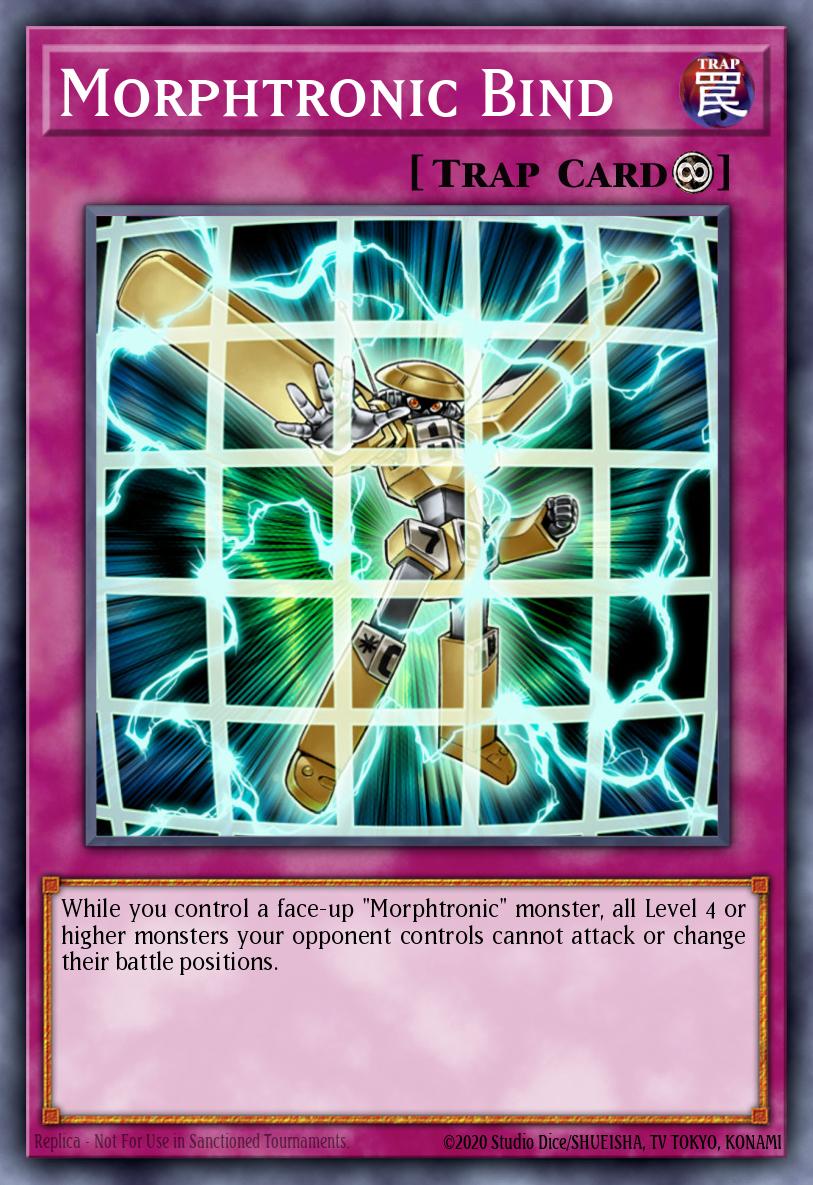 Morphtronic Bind
TRAP
罠
[Trap Card]
7
*
While you control a face-up "Morphtronic" monster, all Level 4 or
higher monsters your opponent controls cannot attack or change
their battle positions.
Replica - Not For Use in Sanctioned Tournaments.
©2020 Studio Dice/SHUEISHA, TV TOKYO, KONAMI